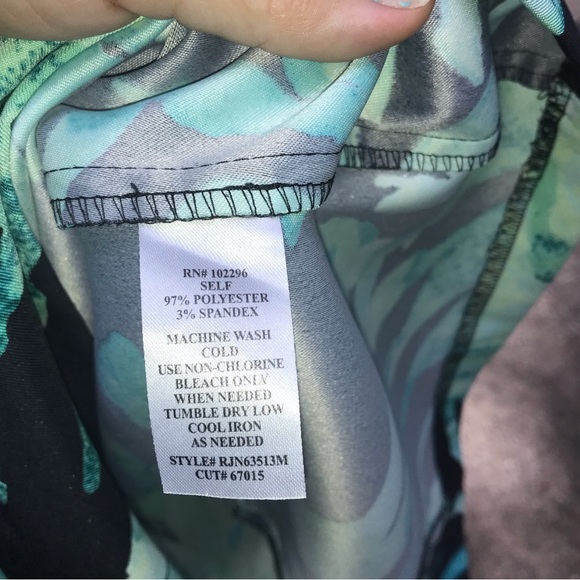 RN# 102296
SELF
97% POLYESTER
3% SPANDEX
MACHINE WASH
COLD
USE NON-CHLORINE
BLEACH ONLY
WHEN NEEDED
TUMBLE DRY LOW
COOL IRON
AS NEEDED
STYLE# RJN63513M
CUT# 67015